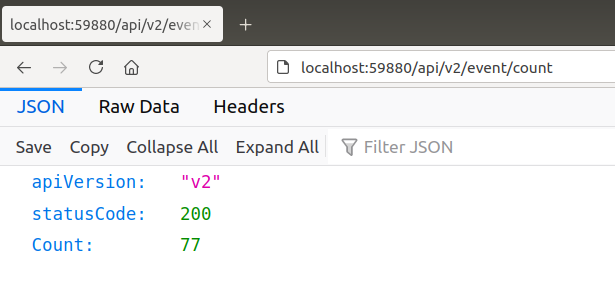 localhost:59880/api/v2/even
localhost:59880/api/v2/event/count
JSON Raw Data Headers
Save Copy Collapse All Expand All Filter JSON
apiVersion: "v2"
statusCode: 200
Count: 77